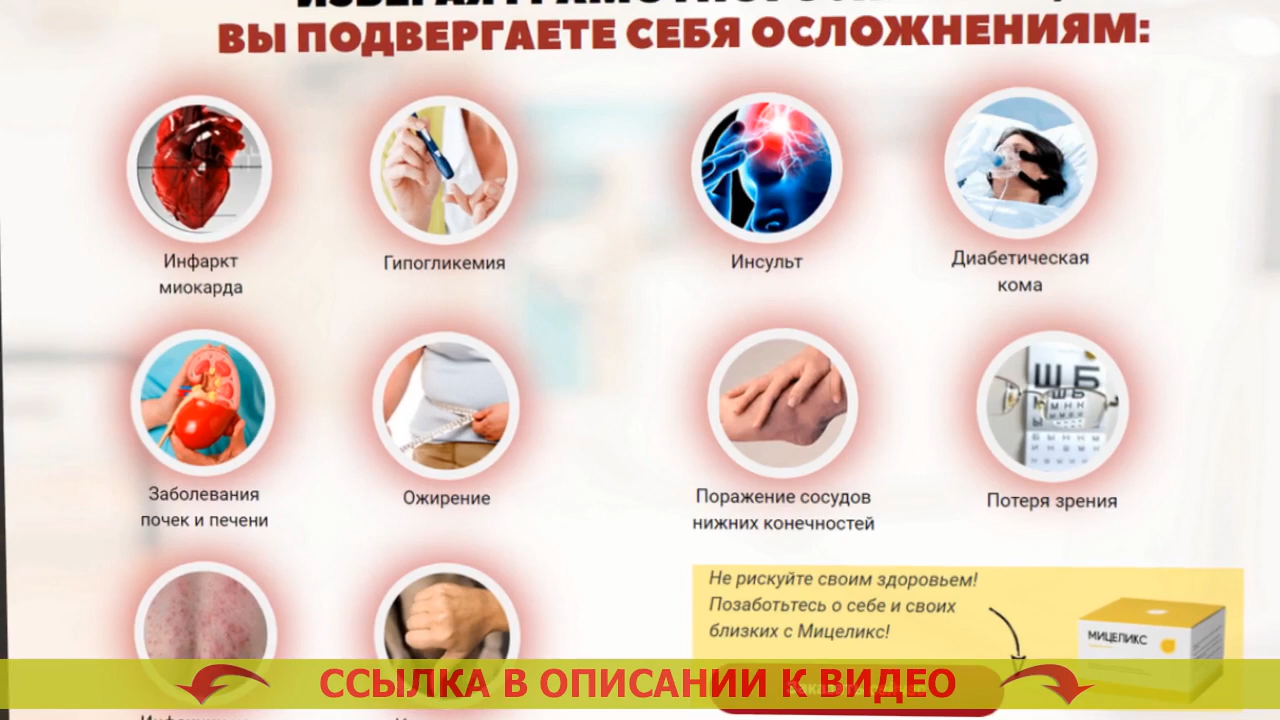 ВЫ ПОДВЕРГАЕТЕ СЕБЯ ОСЛОЖНЕНИЯМ:
Инфаркт
миокарда
Гипогликемия
Инсульт
Диабетическая
кома
Заболевания
почек и печени
Ожирение
Поражение сосудов
нижних конечностей
Потеря зрения
Ш Б
Не рискуйте своим здоровьем!
Позаботьтесь о себе и своих
близких с Мицеликс!
МИЦЕЛИКС
ССЫЛКА В ОПИСАНИИ К ВИДЕО